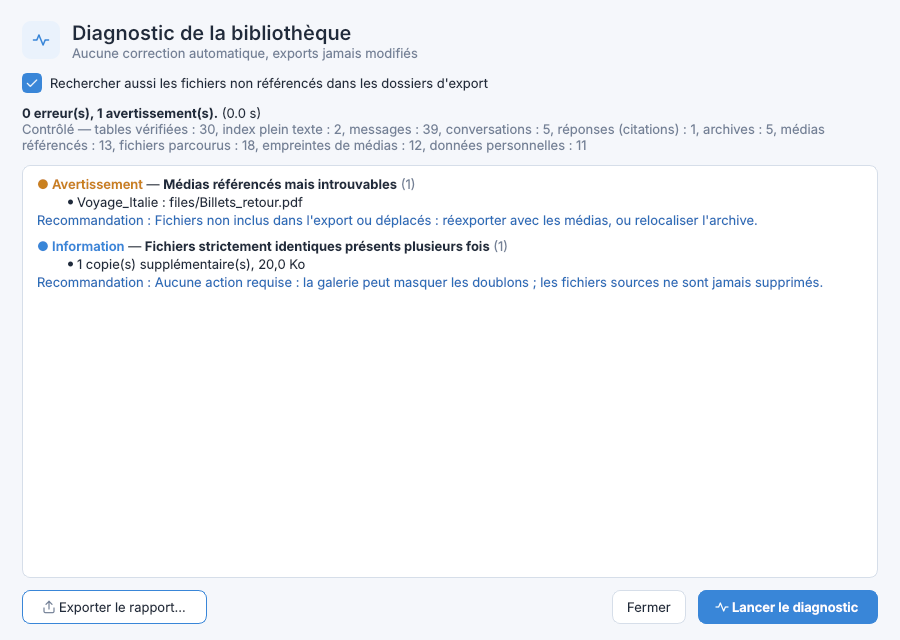 Diagnostic de la bibliothèque
Aucune correction automatique, exports jamais modifiés
Rechercher aussi les fichiers non référencés dans les dossiers d'export
0 erreur(s), 1 avertissement(s). (0.0 s)
Contrôlé — tables vérifiées : 30, index plein texte : 2, messages : 39, conversations : 5, réponses (citations) : 1, archives : 5, médias
référencés : 13, fichiers parcourus : 18, empreintes de médias : 12, données personnelles : 11
● Avertissement — Médias référencés mais introuvables (1)
• Voyage_Italie : files/Billets_retour.pdf
Recommandation : Fichiers non inclus dans l'export ou déplacés : réexporter avec les médias, ou relocaliser l'archive.
● Information — Fichiers strictement identiques présents plusieurs fois (1)
• 1 copie(s) supplémentaire(s), 20,0 Ko
Recommandation : Aucune action requise : la galerie peut masquer les doublons ; les fichiers sources ne sont jamais supprimés.
Exporter le rapport...
Fermer
Lancer le diagnostic